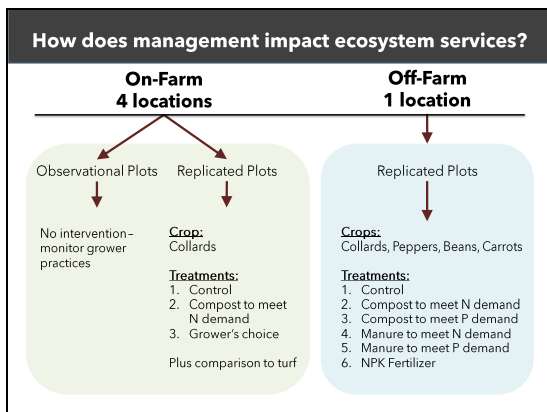 How does management impact ecosystem services?
On-Farm
4 locations
Off-Farm
1 location
Observational Plots
No intervention–
monitor grower
practices
Replicated Plots
Crop:
Collards
Treatments:
1. Control
2. Compost to meet
N demand
3. Grower's choice
Plus comparison to turf
Replicated Plots
Crops:
Collards, Peppers, Beans, Carrots
Treatments:
1. Control
2. Compost to meet N demand
3. Compost to meet P demand
4. Manure to meet N demand
5. Manure to meet P demand
6. NPK Fertilizer